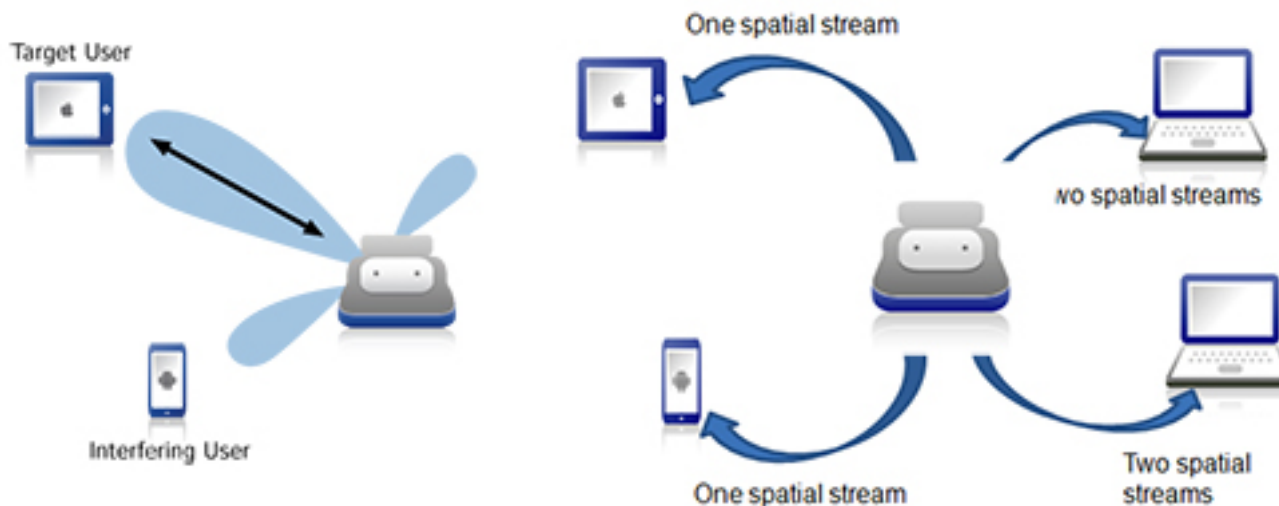 Target User
Interfering User
One spatial stream
wo spatial streams
One spatial stream
Two spatial
streams